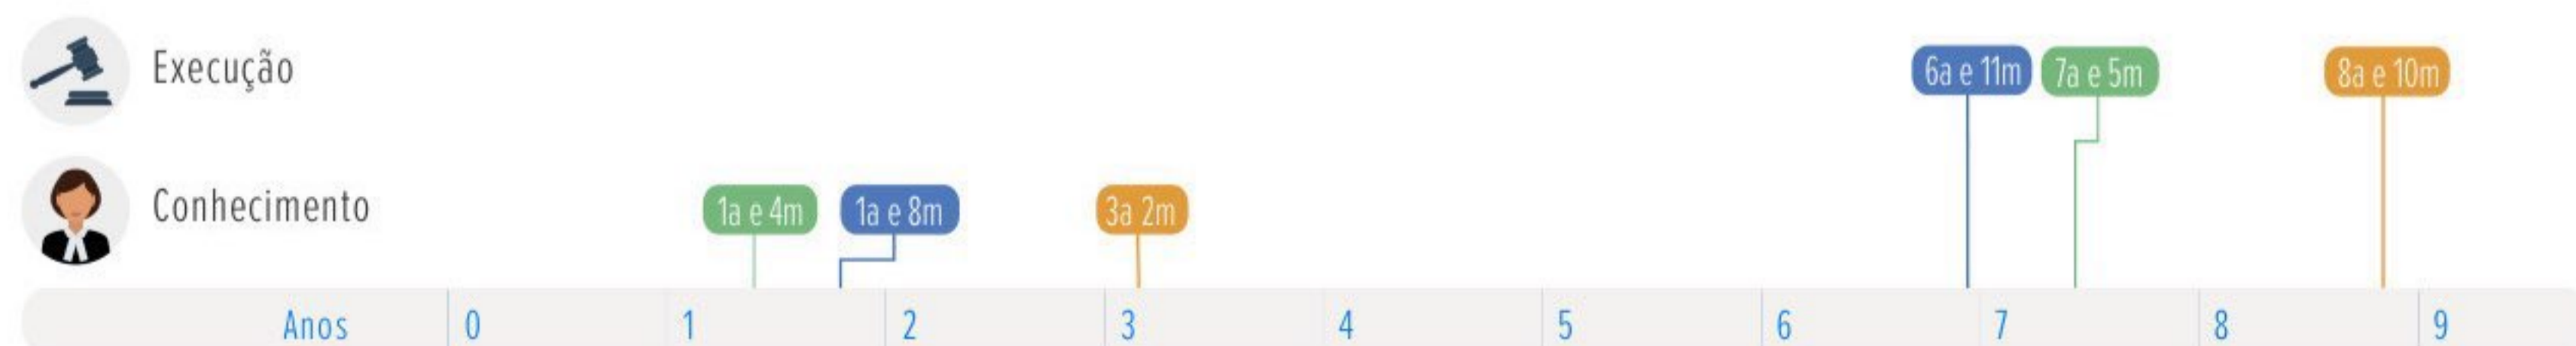 Execução 6a e 11m 7a e 5m 8a e 10m
Conhecimento 1a e 4m 1a e 8m 3a 2m
Anos 0 1 2 3 4 5 6 7 8 9